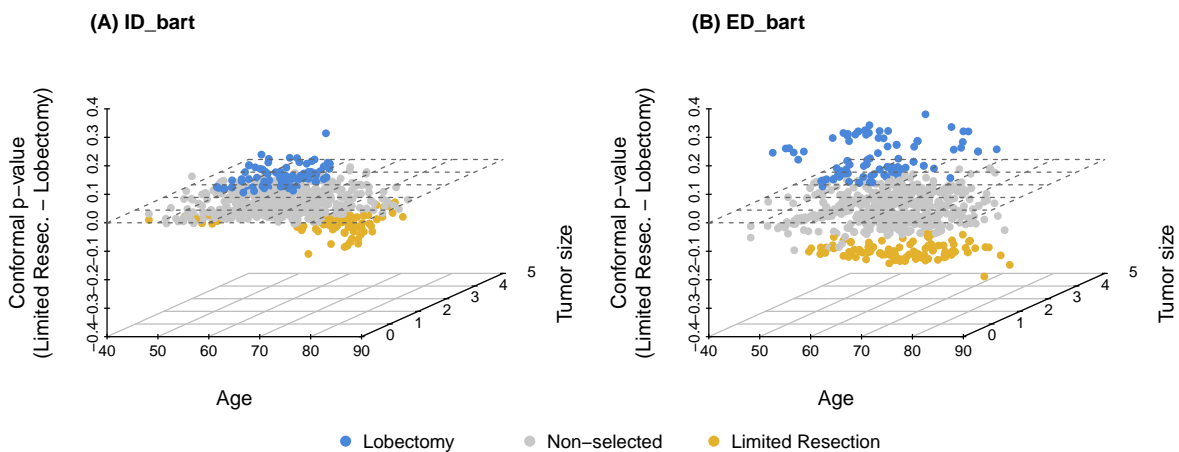 (A) ID_bart
Conformal p−value
(Limited Resec. − Lobectomy)
0.4
0.3
0.2
0.1
0.0
−0.1
−0.2
−0.3
−0.4
40 50 60 70 80 90
0 1 2 3 4 5
Age
Tumor size
(B) ED_bart
Conformal p−value
(Limited Resec. − Lobectomy)
0.4
0.3
0.2
0.1
0.0
−0.1
−0.2
−0.3
−0.4
40 50 60 70 80 90
0 1 2 3 4 5
Age
Tumor size
Lobectomy Non−selected Limited Resection